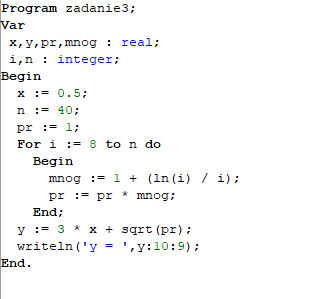 Program zadanie3;
Var
x,y,pr,mnog : real;
i,n : integer;
Begin
x := 0.5;
n := 40;
pr := 1;
For i := 8 to n do
Begin
mnog := 1 + (ln(i) / i);
pr := pr * mnog;
End;
y := 3 * x + sqrt(pr);
writeln('y = ',y:10:9);
End.